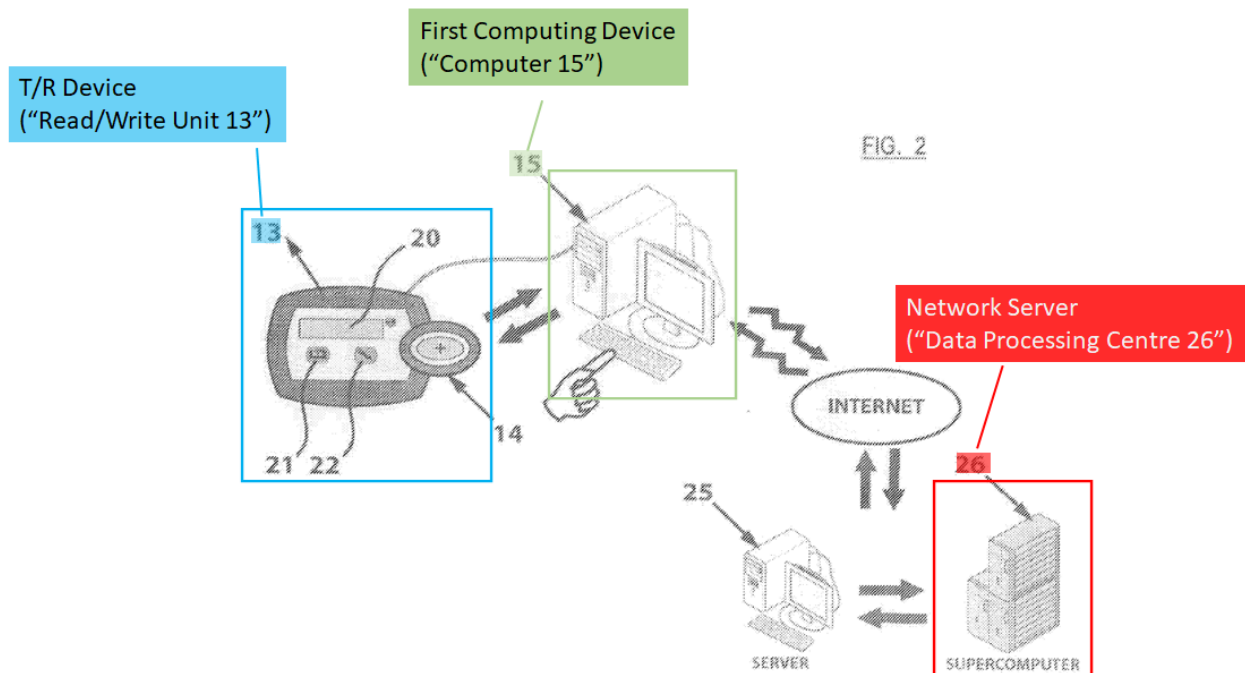 First Computing Device
(“Computer 15”)
T/R Device
(“Read/Write Unit 13”)
FIG. 2
15
13
20
Network Server
(“Data Processing Centre 26”)
INTERNET
14
21 22
26
25
SERVER
SUPERCOMPUTER